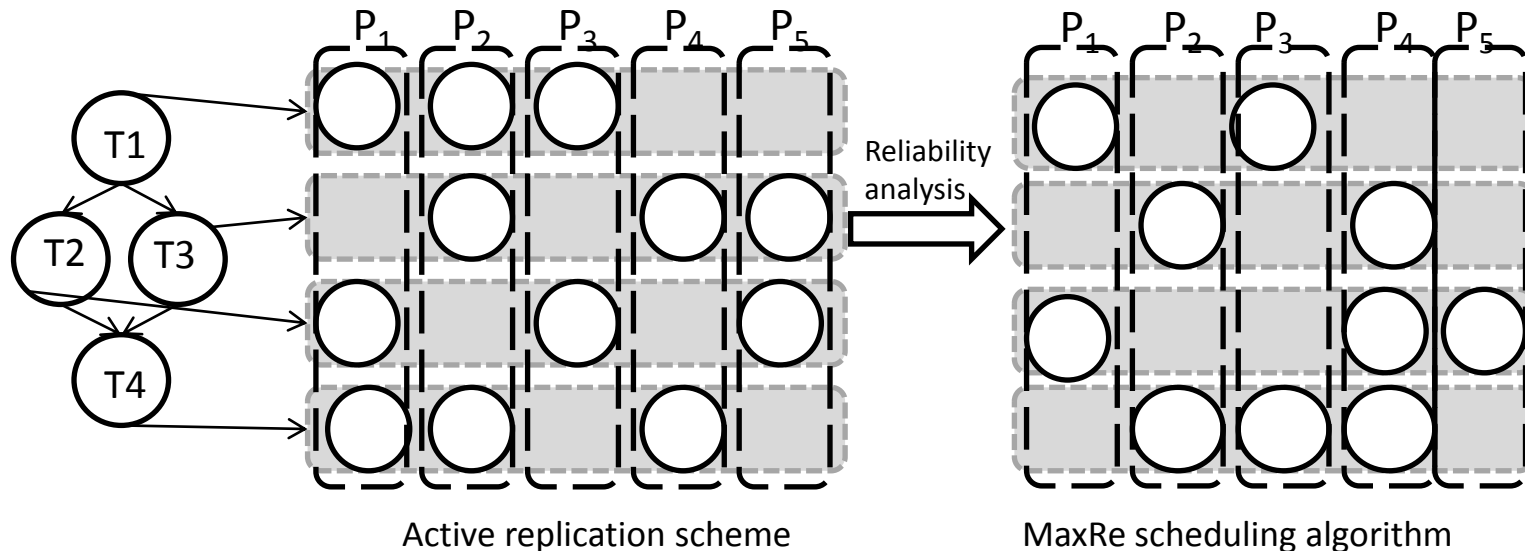 P1 P2 P3 P4 P5
P1 P2 P3 P4 P5
T1
T2 T3
T4
Reliability
analysis
Active replication scheme
MaxRe scheduling algorithm